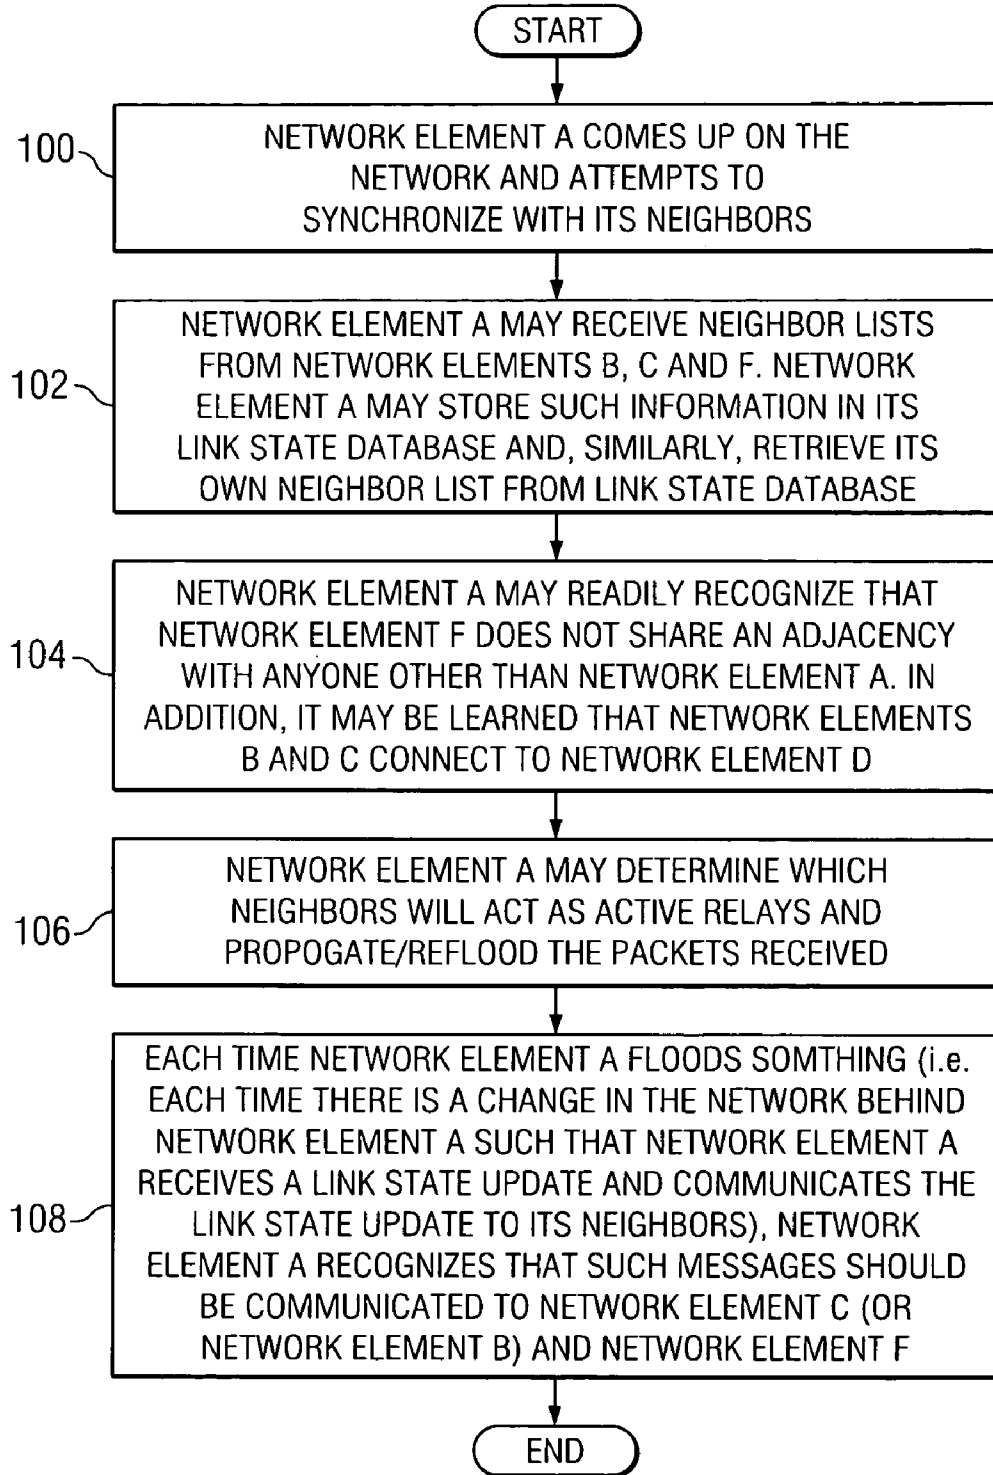 START
100
NETWORK ELEMENT A COMES UP ON THE
NETWORK AND ATTEMPTS TO
SYNCHRONIZE WITH ITS NEIGHBORS
102
NETWORK ELEMENT A MAY RECEIVE NEIGHBOR LISTS
FROM NETWORK ELEMENTS B, C AND F. NETWORK
ELEMENT A MAY STORE SUCH INFORMATION IN ITS
LINK STATE DATABASE AND, SIMILARLY, RETRIEVE ITS
OWN NEIGHBOR LIST FROM LINK STATE DATABASE
104
NETWORK ELEMENT A MAY READILY RECOGNIZE THAT
NETWORK ELEMENT F DOES NOT SHARE AN ADJACENCY
WITH ANYONE OTHER THAN NETWORK ELEMENT A. IN
ADDITION, IT MAY BE LEARNED THAT NETWORK ELEMENTS
B AND C CONNECT TO NETWORK ELEMENT D
106
NETWORK ELEMENT A MAY DETERMINE WHICH
NEIGHBORS WILL ACT AS ACTIVE RELAYS AND
PROPOGATE/REFLOOD THE PACKETS RECEIVED
108
EACH TIME NETWORK ELEMENT A FLOODS SOMTHING (i.e.
EACH TIME THERE IS A CHANGE IN THE NETWORK BEHIND
NETWORK ELEMENT A SUCH THAT NETWORK ELEMENT A
RECEIVES A LINK STATE UPDATE AND COMMUNICATES THE
LINK STATE UPDATE TO ITS NEIGHBORS), NETWORK
ELEMENT A RECOGNIZES THAT SUCH MESSAGES SHOULD
BE COMMUNICATED TO NETWORK ELEMENT C (OR
NETWORK ELEMENT B) AND NETWORK ELEMENT F
END